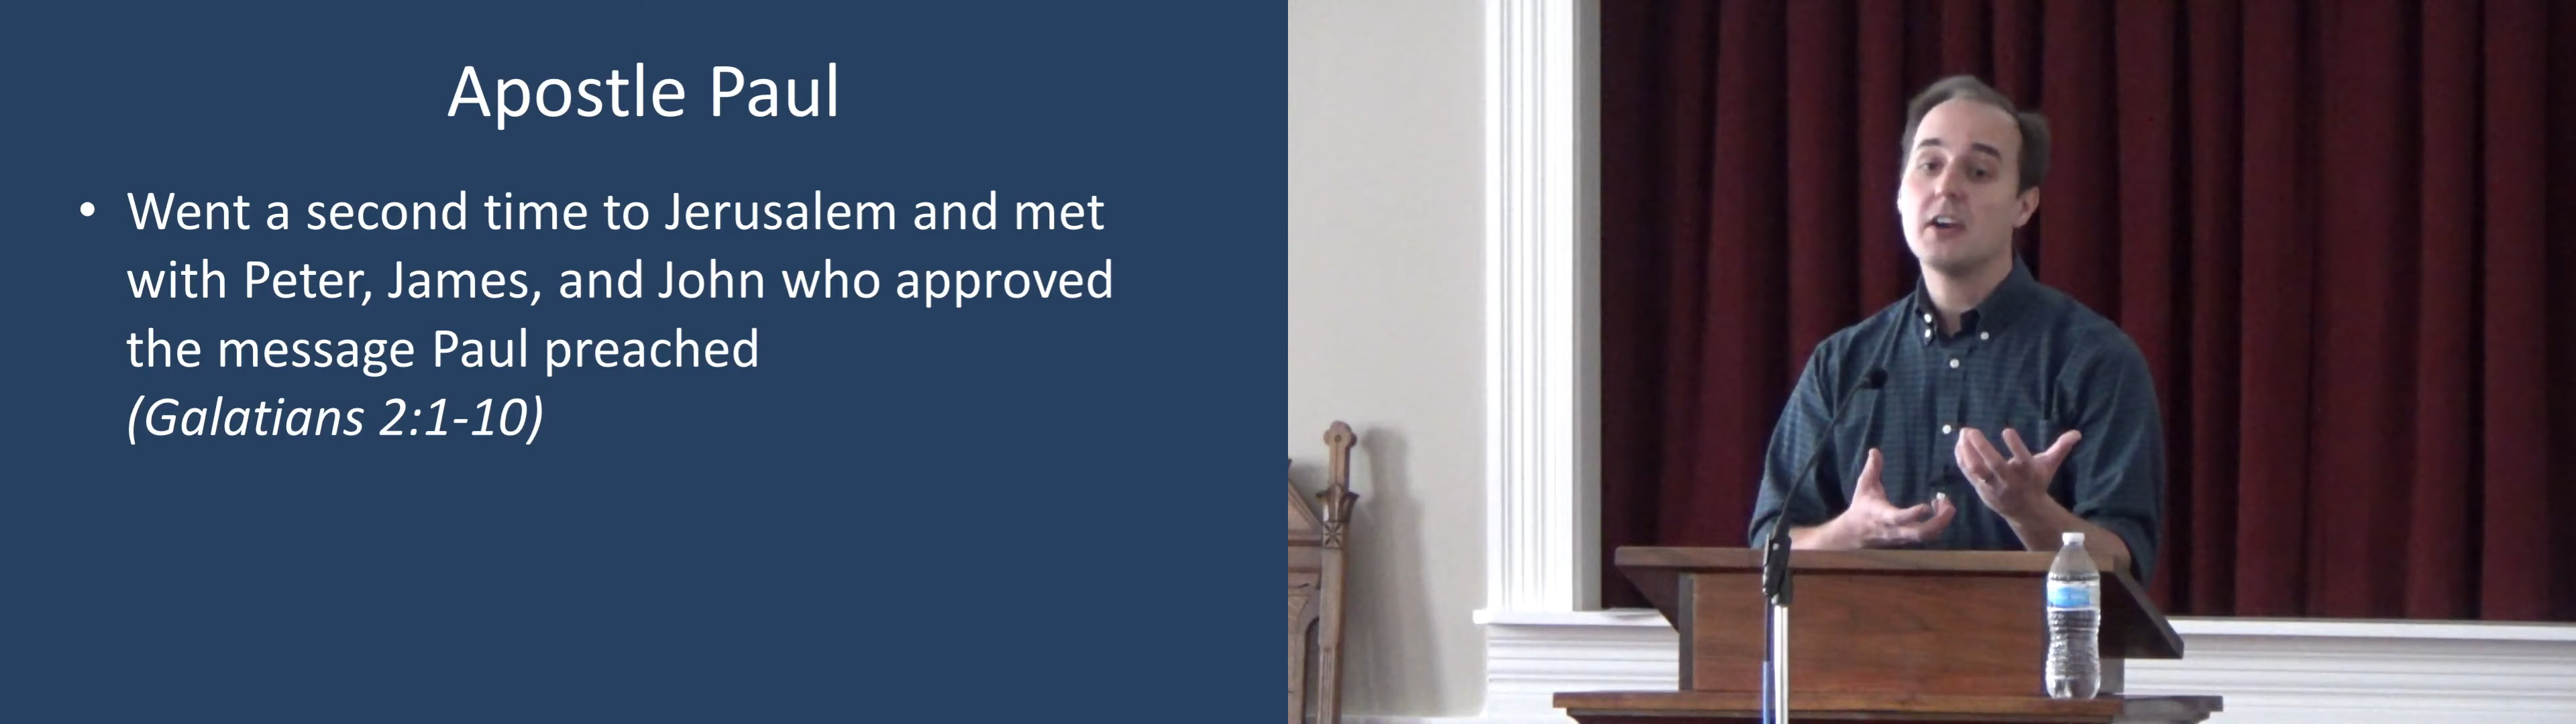 Apostle Paul
• Went a second time to Jerusalem and met
with Peter, James, and John who approved
the message Paul preached
(Galatians 2:1-10)